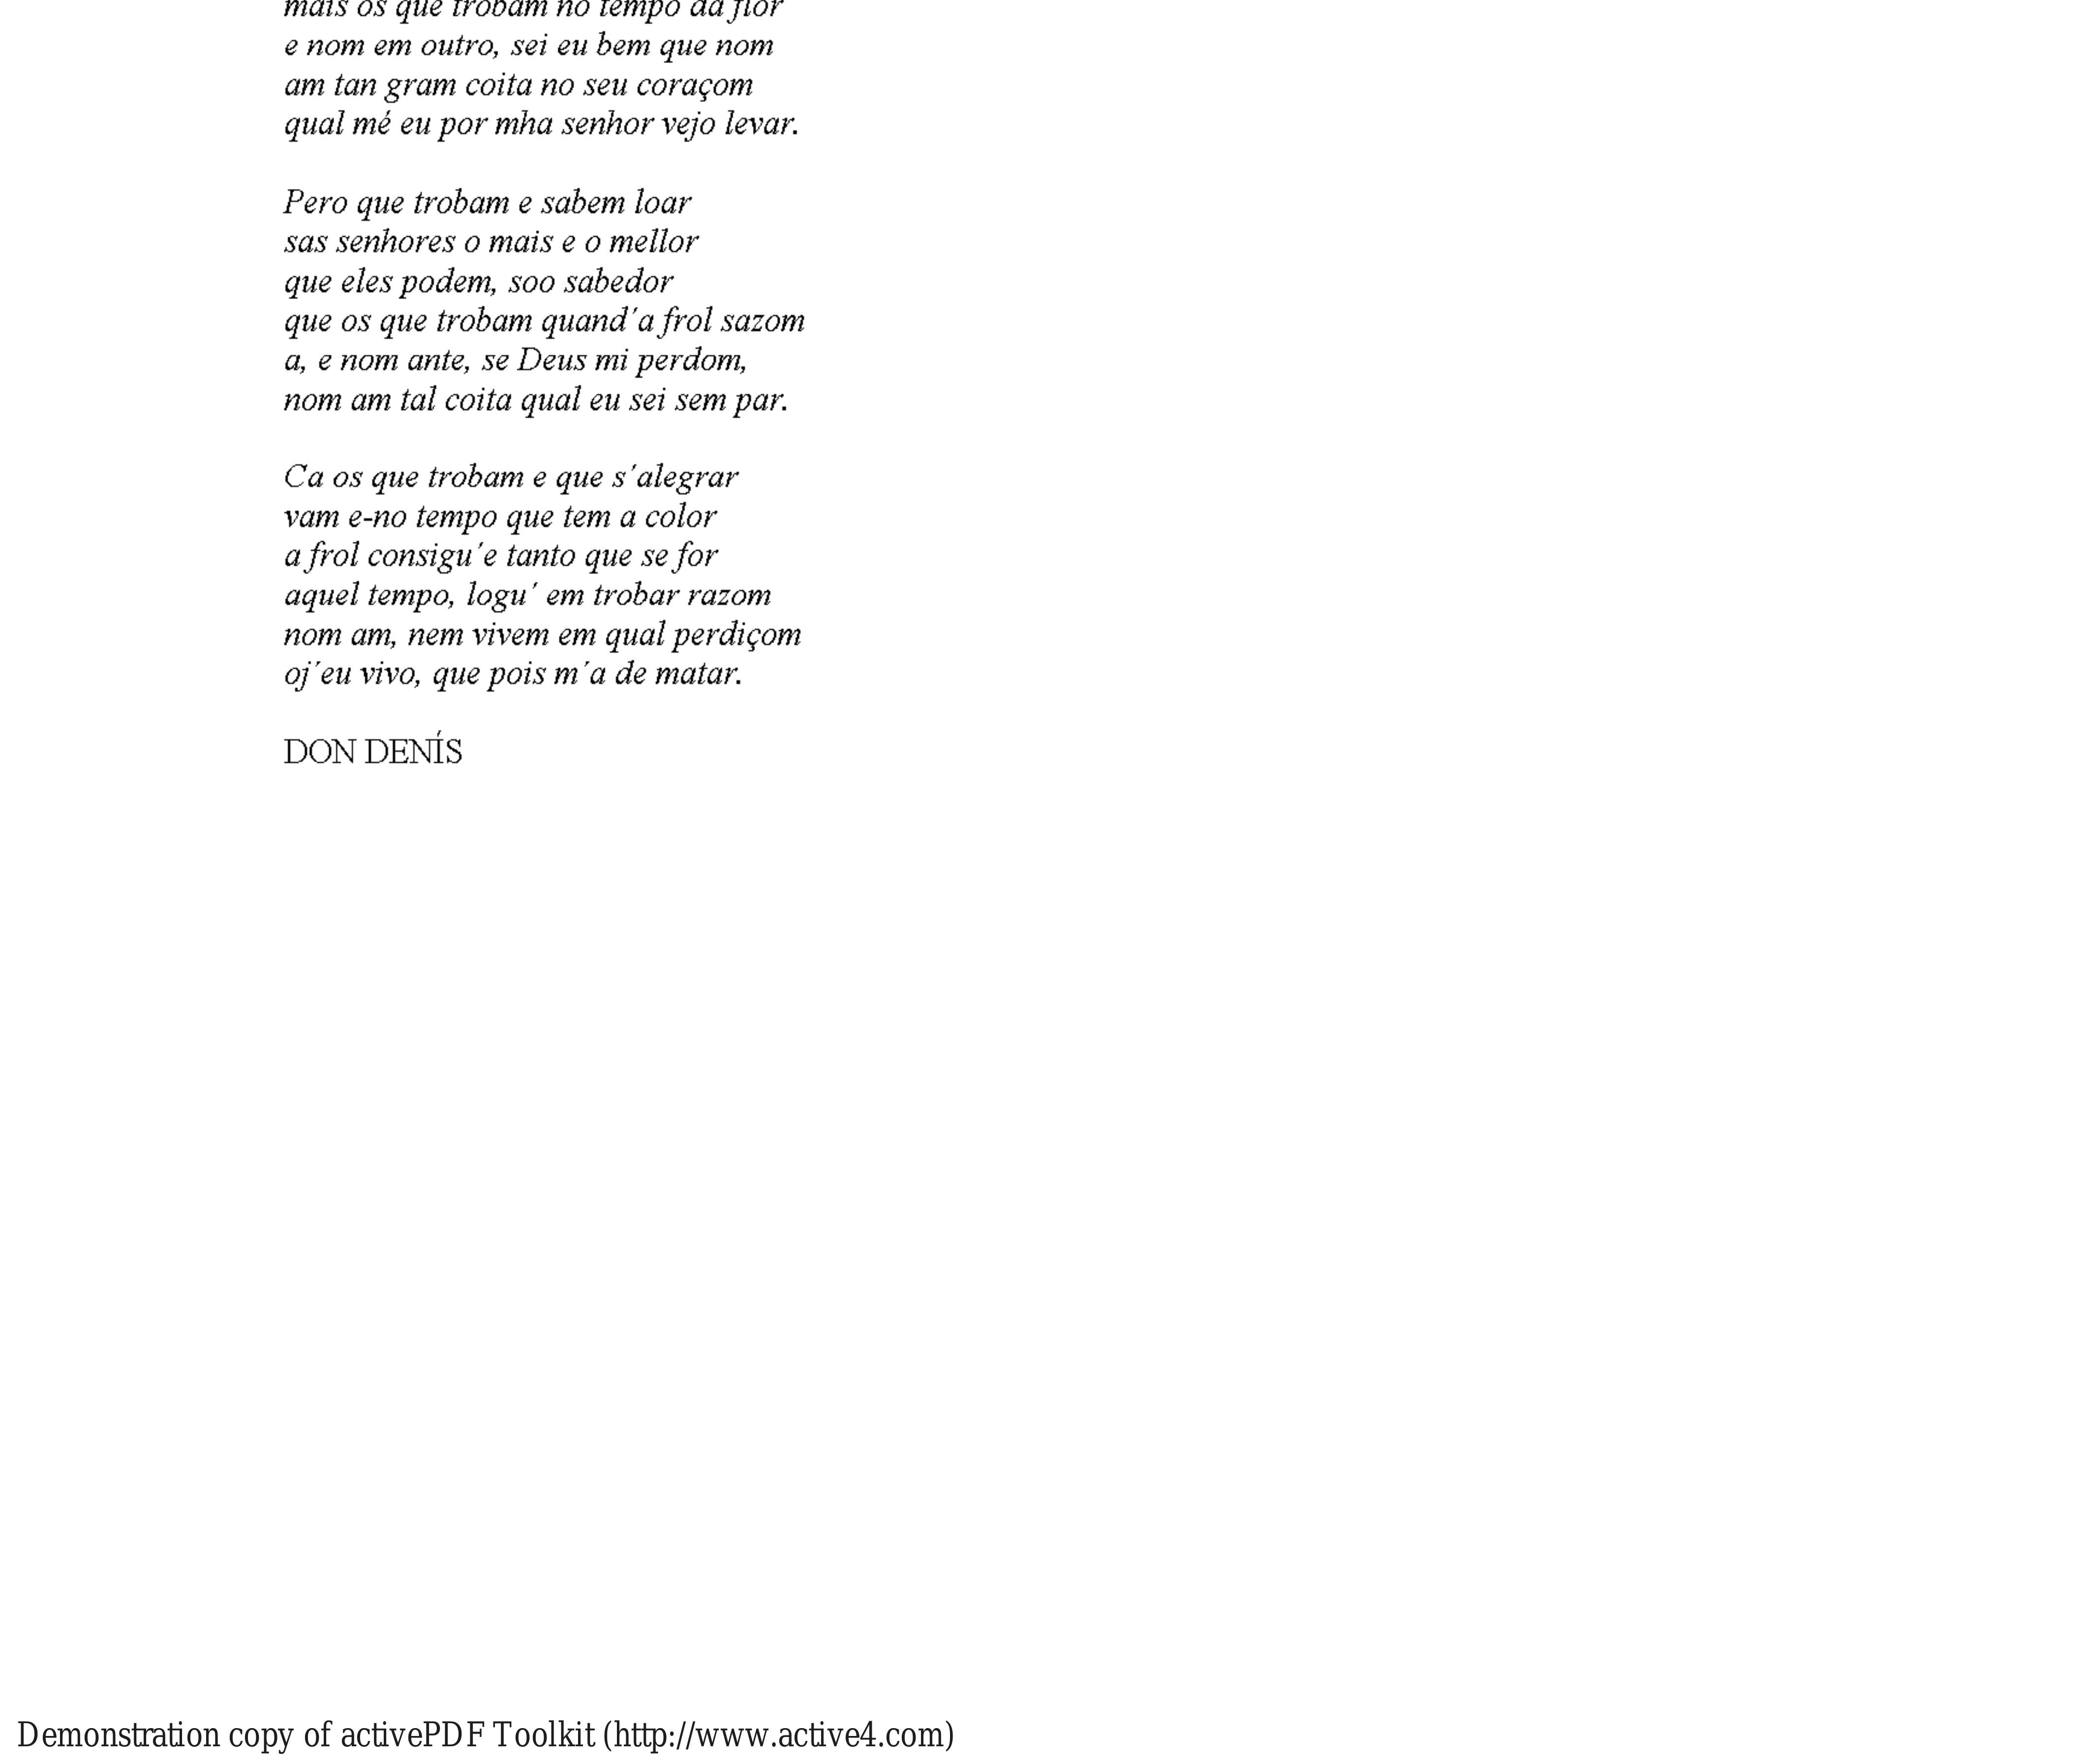 mais os que trobam no tempo da flor
e nom em outro, sei eu bem que nom
am tan gram coita no seu coraçom
qual mé eu por mha senhor vejo levar.
Pero que trobam e sabem loar
sas senhores o mais e o mellor
que eles podem, soo sabedor
que os que trobam quand´a frol sazom
a, e nom ante, se Deus mi perdom,
nom am tal coita qual eu sei sem par.
Ca os que trobam e que s´alegrar
vam e-no tempo que tem a color
a frol consigu´e tanto que se for
aquel tempo, logu´ em trobar razom
nom am, nem vivem em qual perdiçom
oj´eu vivo, que pois m´a de matar.
DON DENÍS
Demonstration copy of activePDF Toolkit (http://www.active4.com)